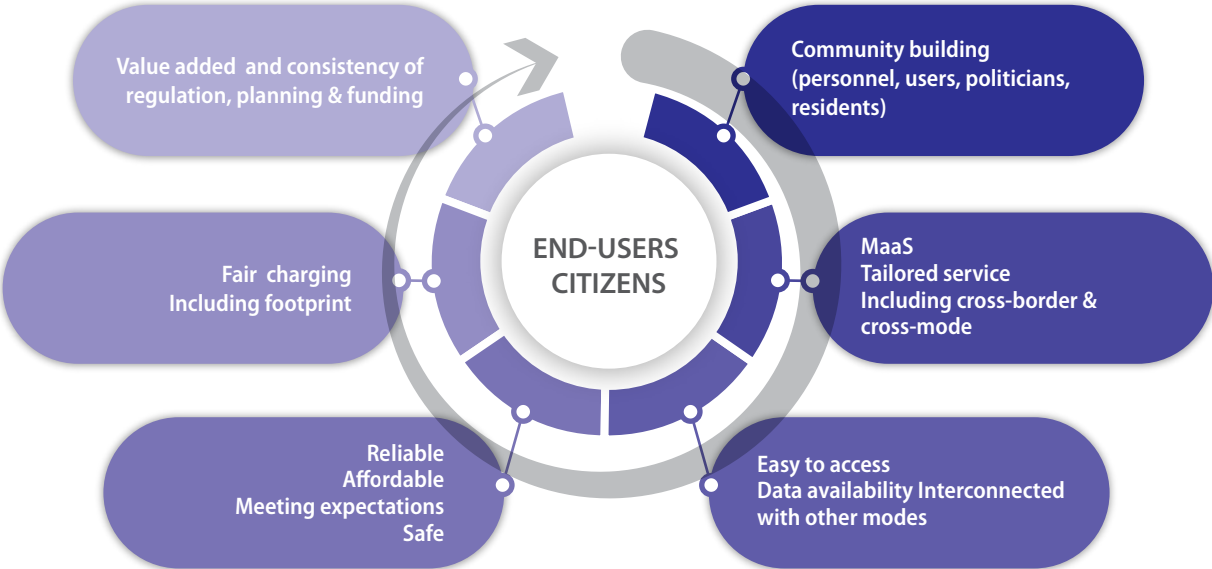 Value added and consistency of
regulation, planning & funding
Community building
(personnel, users, politicians,
residents)
Fair charging
Including footprint
END-USERS
CITIZENS
MaaS
Tailored service
Including cross-border &
cross-mode
Reliable
Affordable
Meeting expectations
Safe
Easy to access
Data availability Interconnected
with other modes